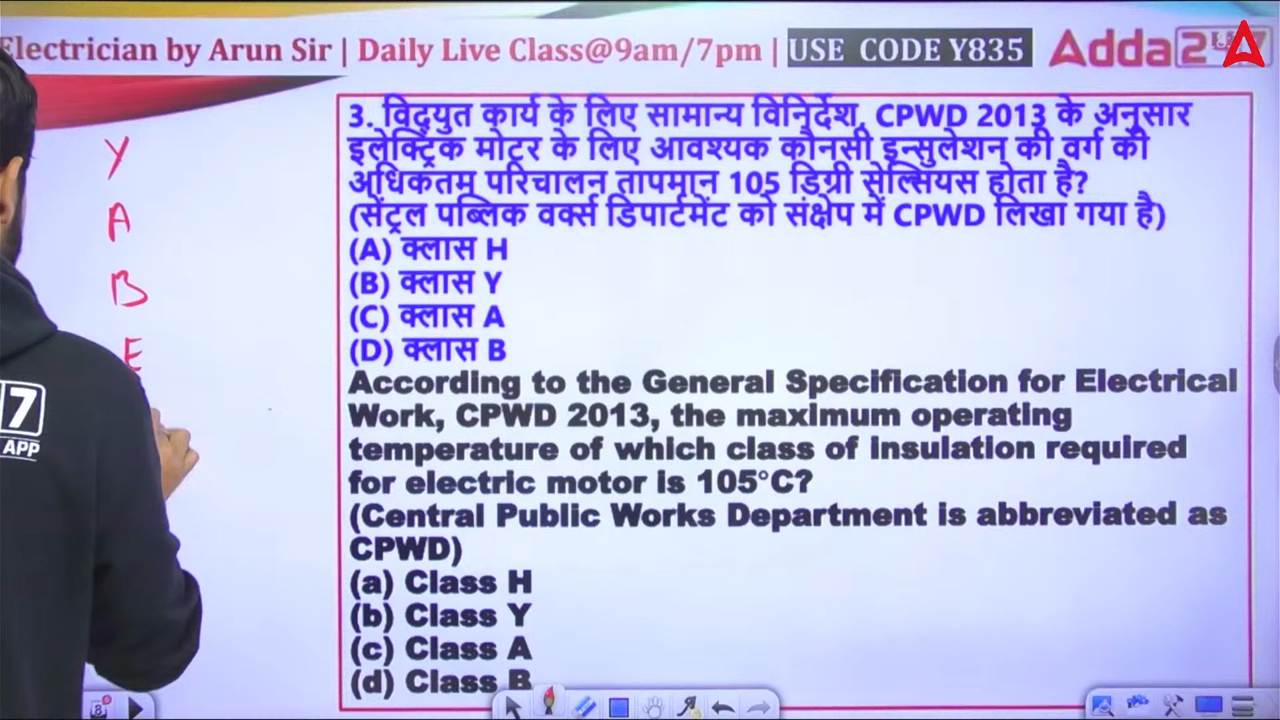 Electrician by Arun Sir | Daily Live Class@9am/7pm | USE CODE Y835
Adda247
3. विद्युत कार्य के लिए सामान्य विनिर्देश, CPWD 2013 के अनुसार
इलेक्ट्रिक मोटर के लिए आवश्यक कौनसी इन्सुलेशन की वर्ग की
अधिकतम परिचालन तापमान 105 डिग्री सेल्सियस होता है?
(सेंट्रल पब्लिक वर्क्स डिपार्टमेंट को संक्षेप में CPWD लिखा गया है)
(A) क्लास H
(B) क्लास Y
(C) क्लास A
(D) क्लास B
According to the General Specification for Electrical
Work, CPWD 2013, the maximum operating
temperature of which class of insulation required
for electric motor is 105°C?
(Central Public Works Department is abbreviated as
CPWD)
(a) Class H
(b) Class Y
(c) Class A
(d) Class B
Y
A
B
E
7
APP